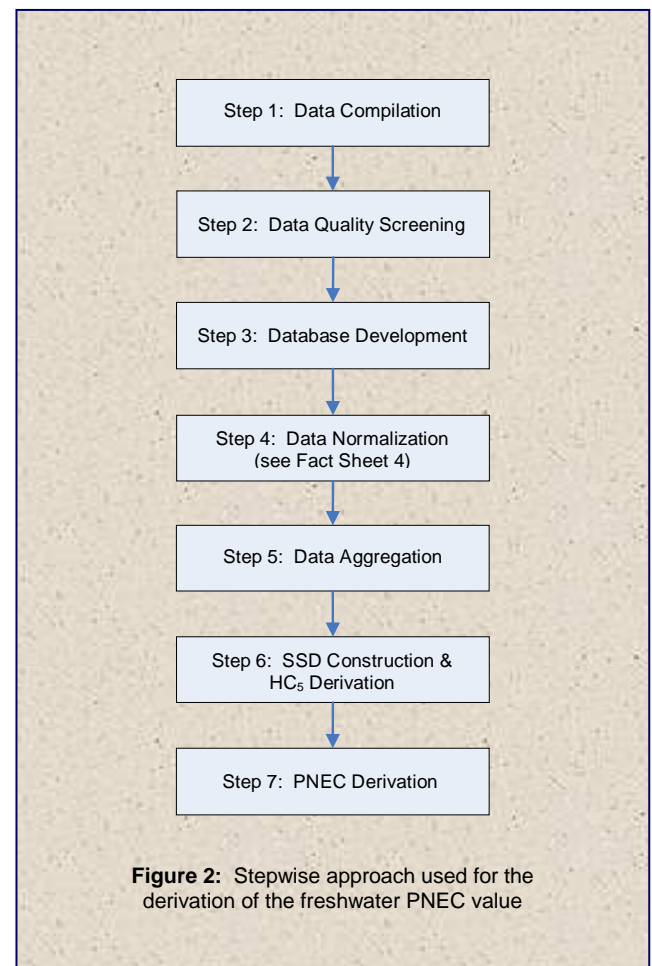 Step 1: Data Compilation
Step 2: Data Quality Screening
Step 3: Database Development
Step 4: Data Normalization
(see Fact Sheet 4)
Step 5: Data Aggregation
Step 6: SSD Construction &
HC₅ Derivation
Step 7: PNEC Derivation
Figure 2: Stepwise approach used for the
derivation of the freshwater PNEC value